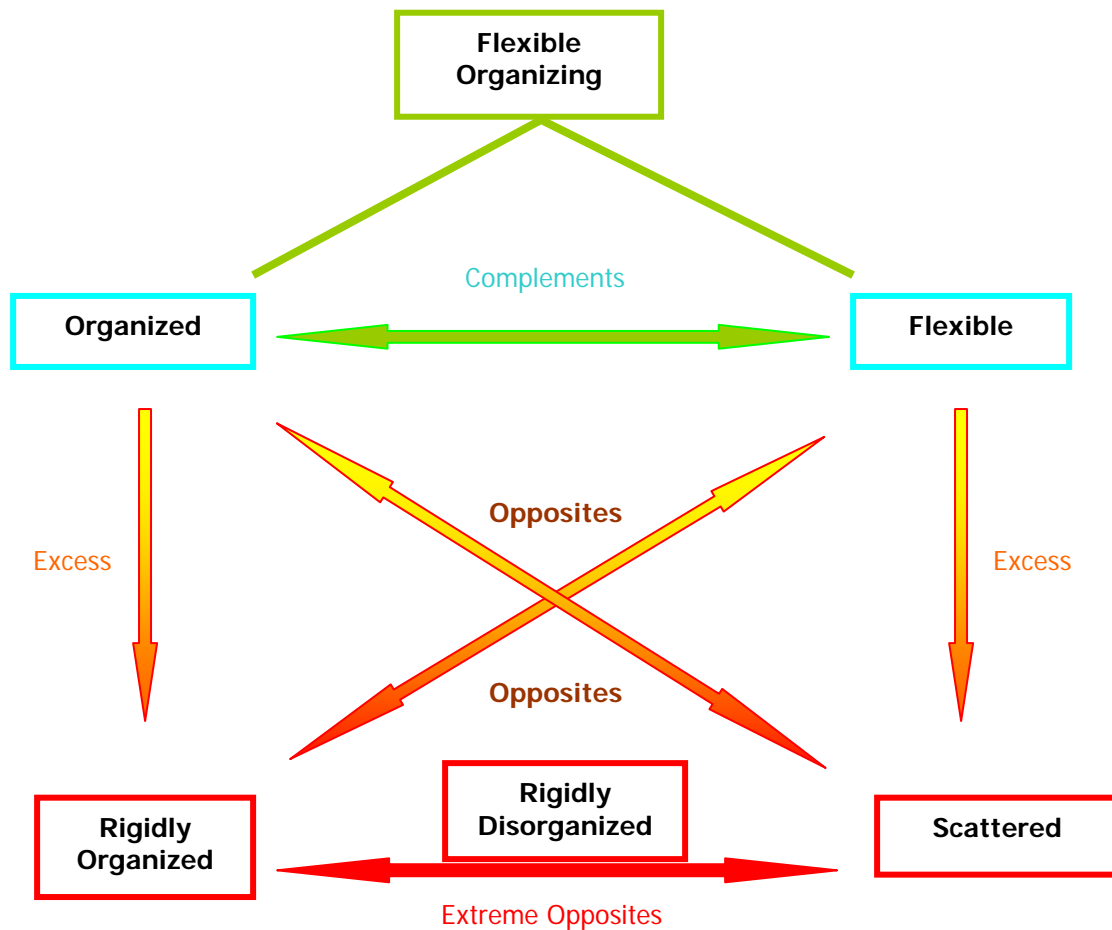 Flexible
Organizing
Complements
Organized
Flexible
Opposites
Excess
Excess
Opposites
Rigidly
Organized
Rigidly
Disorganized
Scattered
Extreme Opposites